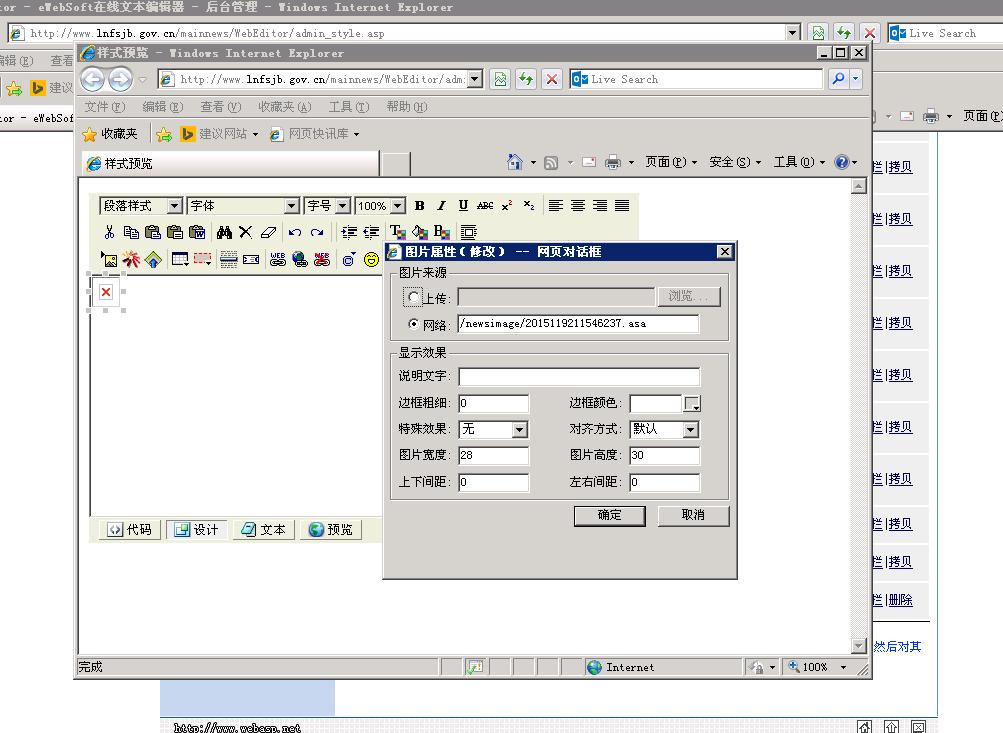 or - eWebSoft在线文本编辑器 - 后台管理 - Windows Internet Explorer
http://www.lnfsjb.gov.cn/mainnews/WebEditor/admin_style.asp
Live Search
编辑(E) 查看
建议
or - eWebSof
样式预览 - Windows Internet Explorer
http://www.lnfsjb.gov.cn/mainnews/WebEditor/adm:
Live Search
文件(F) 编辑(E) 查看(V) 收藏夹(A) 工具(T) 帮助(H)
收藏夹 建议网站 网页快讯库
样式预览
页面(P) 安全(S) 工具(O)
页面(P)
段落样式 字体 字号 100% B I U ABC x² x₂
图片属性(修改) -- 网页对话框
图片来源
上传: 浏览...
网络: /newsimage/2015119211546237.asa
显示效果
说明文字:
边框粗细: 0 边框颜色:
特殊效果: 无 对齐方式: 默认
图片宽度: 28 图片高度: 30
上下间距: 0 左右间距: 0
确定 取消
代码 设计 文本 预览
栏|拷贝
栏|拷贝
栏|拷贝
栏|拷贝
栏|拷贝
栏|拷贝
栏|拷贝
栏|拷贝
栏|拷贝
栏|删除
然后对其
完成 Internet 100%
http://www.webasp.net